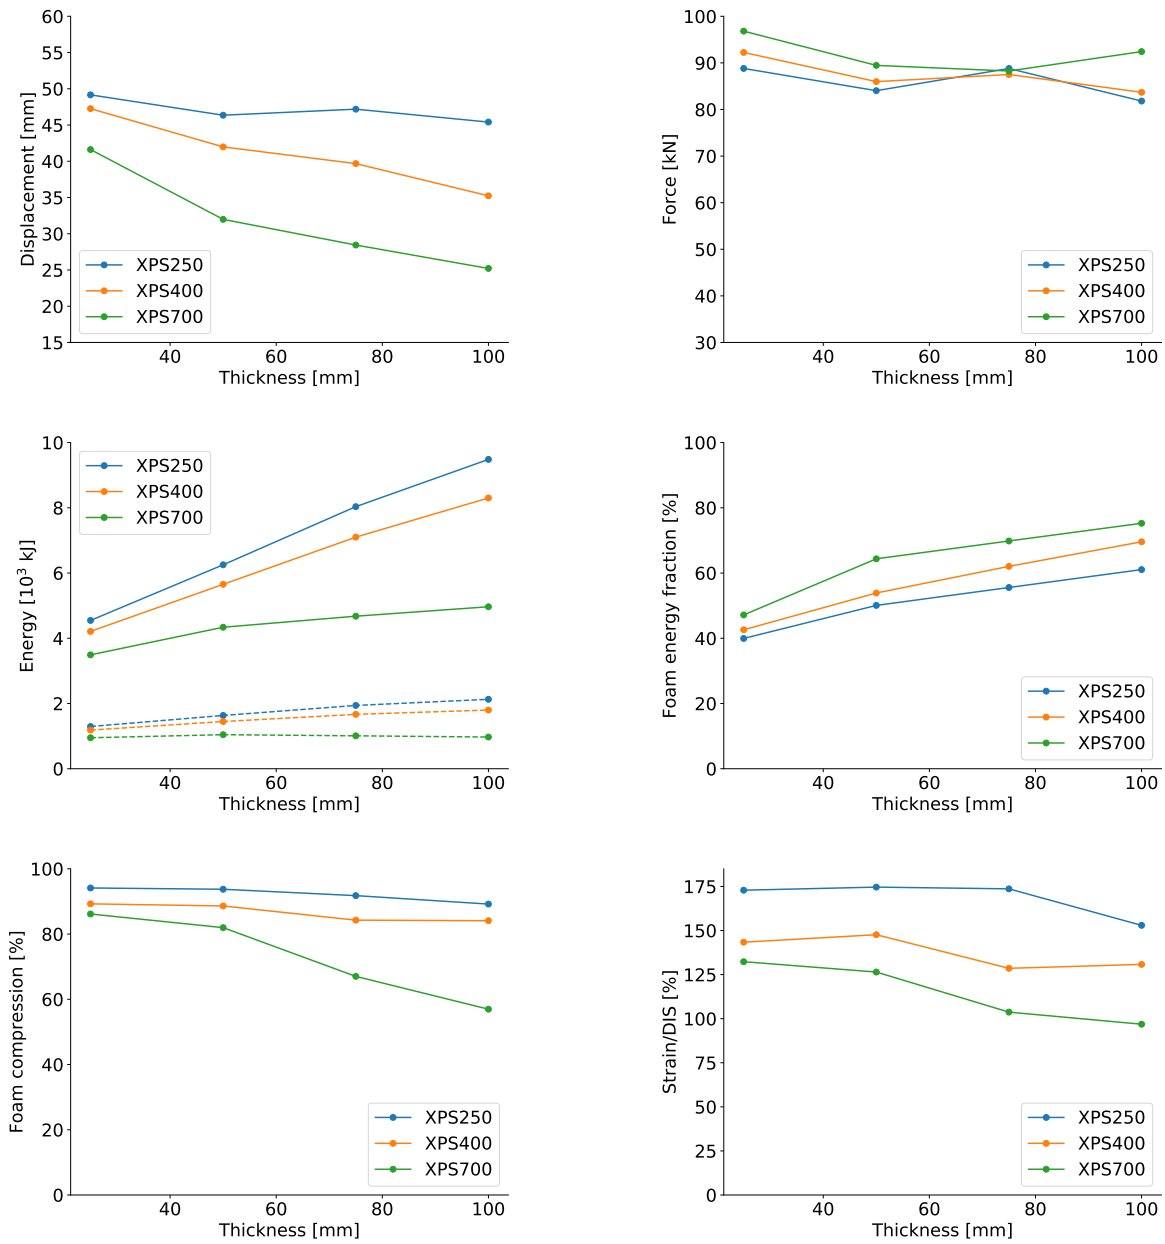 60
55
50
45
40
35
30
25
20
15
Displacement [mm]
XPS250
XPS400
XPS700
40 60 80 100
Thickness [mm]
100
90
80
70
60
50
40
30
Force [kN]
XPS250
XPS400
XPS700
40 60 80 100
Thickness [mm]
10
8
6
4
2
0
Energy [10³ kJ]
XPS250
XPS400
XPS700
40 60 80 100
Thickness [mm]
100
80
60
40
20
0
Foam energy fraction [%]
XPS250
XPS400
XPS700
40 60 80 100
Thickness [mm]
100
80
60
40
20
0
Foam compression [%]
XPS250
XPS400
XPS700
40 60 80 100
Thickness [mm]
175
150
125
100
75
50
25
0
Strain/DIS [%]
XPS250
XPS400
XPS700
40 60 80 100
Thickness [mm]